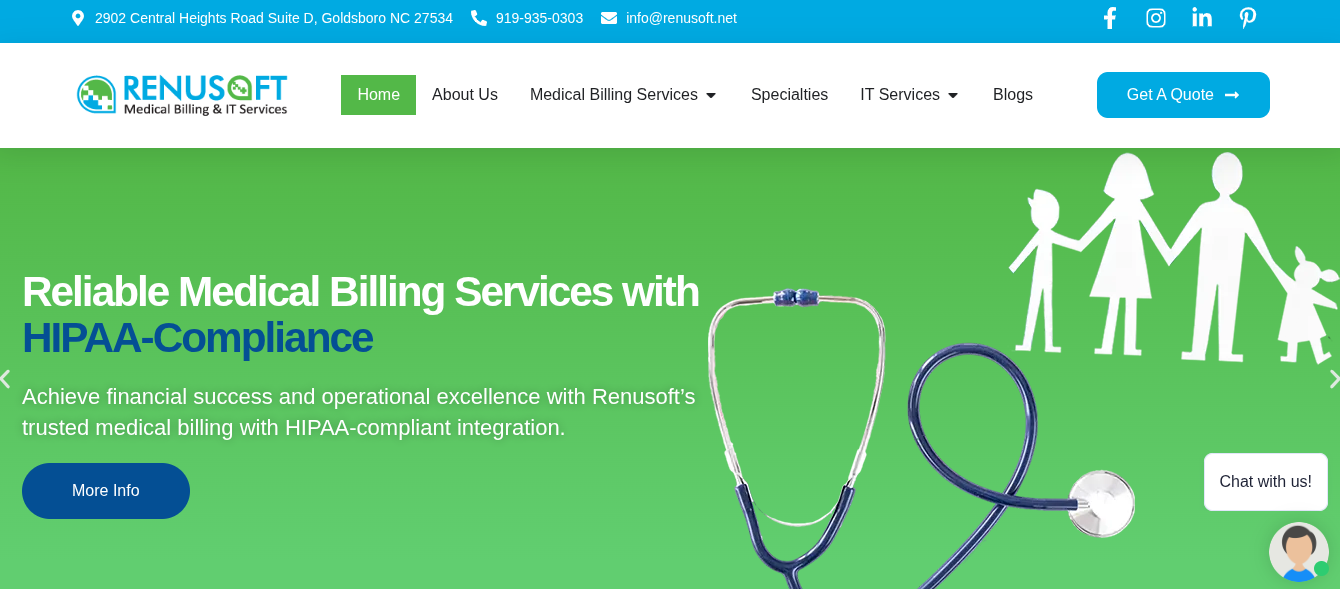 2902 Central Heights Road Suite D, Goldsboro NC 27534 919-935-0303 info@renusoft.net
RENUSOFT
Medical Billing & IT Services
Home About Us Medical Billing Services Specialties IT Services Blogs Get A Quote
Reliable Medical Billing Services with
HIPAA-Compliance
Achieve financial success and operational excellence with Renusoft’s
trusted medical billing with HIPAA-compliant integration.
More Info
Chat with us!